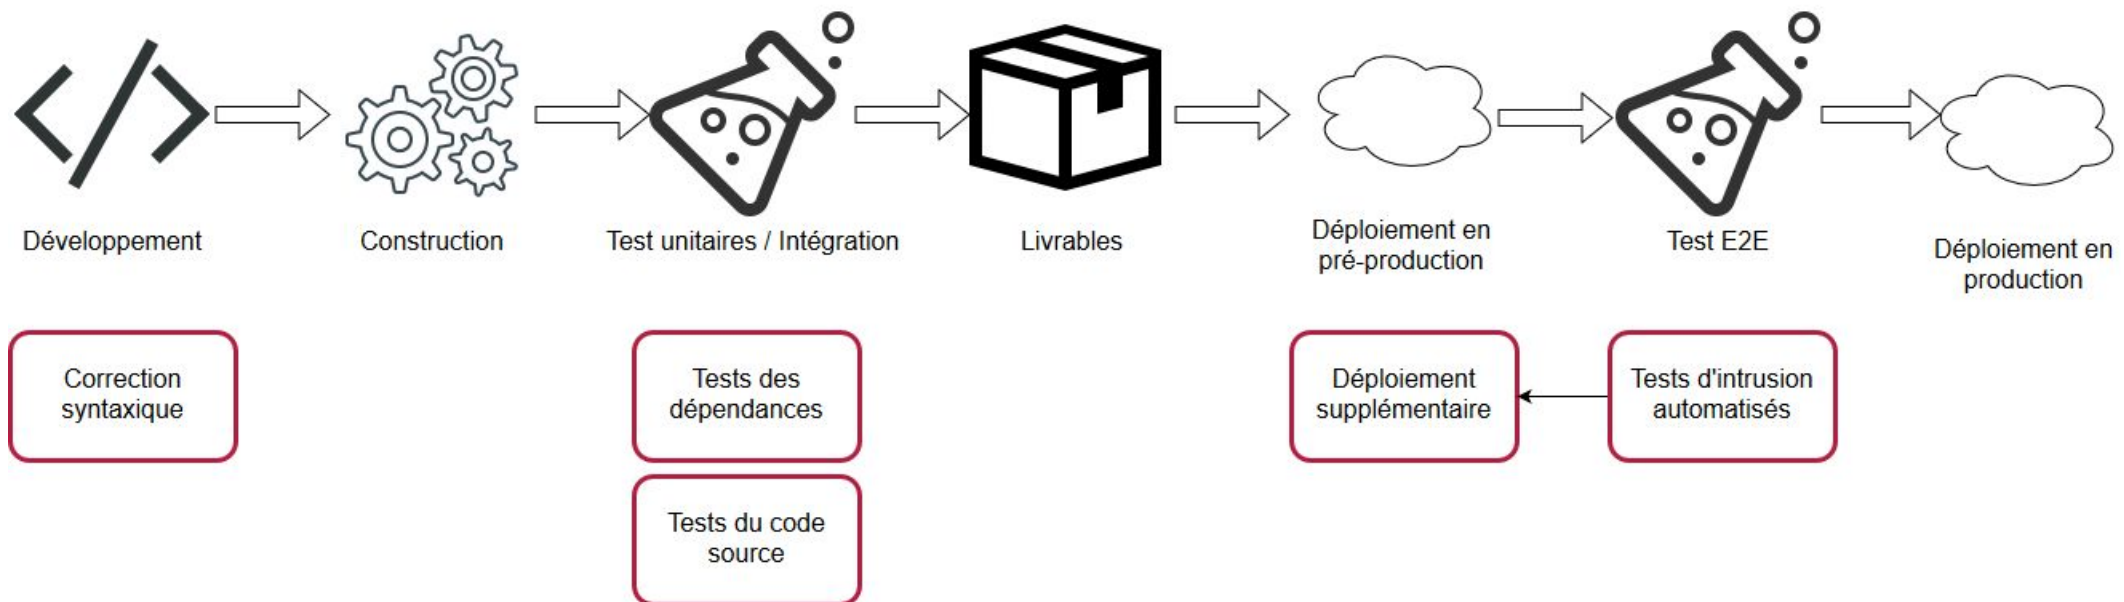 Développement
Construction
Test unitaires / Intégration
Livrables
Déploiement en
pré-production
Test E2E
Déploiement en
production
Correction
syntaxique
Tests des
dépendances
Déploiement
supplémentaire
Tests d'intrusion
automatisés
Tests du code
source